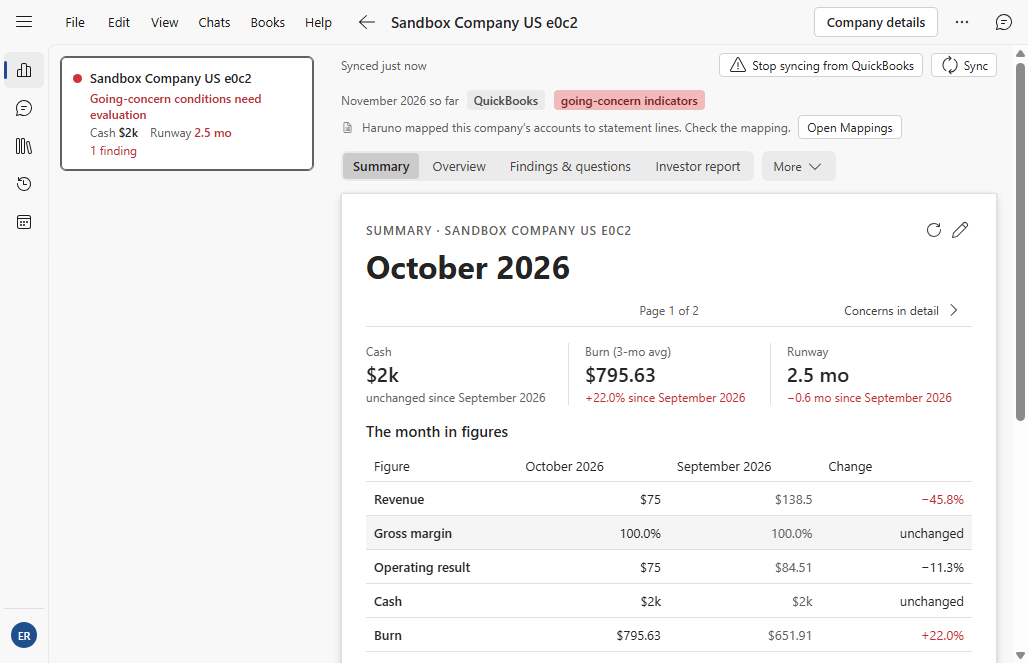 File Edit View Chats Books Help Sandbox Company US e0c2 Company details
Sandbox Company US e0c2
Going-concern conditions need
evaluation
Cash $2k Runway 2.5 mo
1 finding
ER
Synced just now Stop syncing from QuickBooks Sync
November 2026 so far QuickBooks going-concern indicators
Haruno mapped this company's accounts to statement lines. Check the mapping. Open Mappings
Summary Overview Findings & questions Investor report More
SUMMARY · SANDBOX COMPANY US E0C2
October 2026
Page 1 of 2 Concerns in detail
Cash Burn (3-mo avg) Runway
$2k $795.63 2.5 mo
unchanged since September 2026 +22.0% since September 2026 −0.6 mo since September 2026
The month in figures
Figure October 2026 September 2026 Change
Revenue $75 $138.5 −45.8%
Gross margin 100.0% 100.0% unchanged
Operating result $75 $84.51 −11.3%
Cash $2k $2k unchanged
Burn $795.63 $651.91 +22.0%